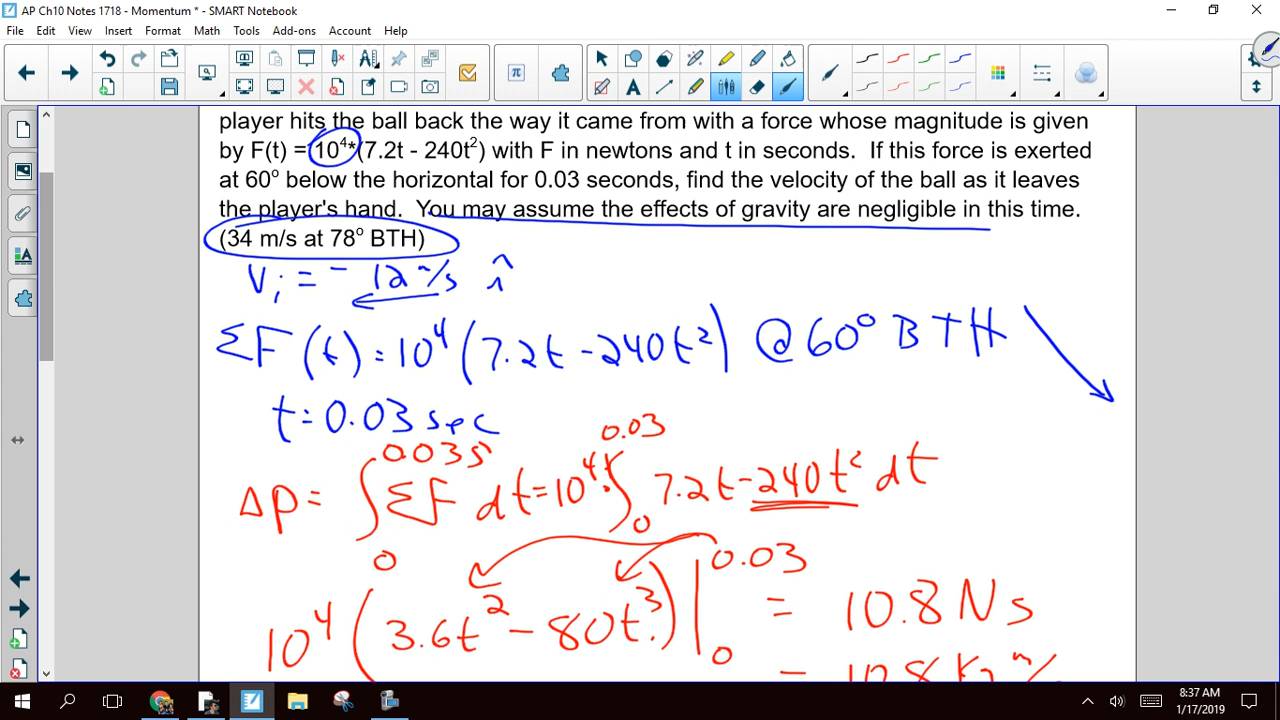 AP Ch10 Notes 1718 - Momentum * - SMART Notebook
File Edit View Insert Format Math Tools Add-ons Account Help
player hits the ball back the way it came from with a force whose magnitude is given
by F(t) = 10⁴*(7.2t - 240t²) with F in newtons and t in seconds. If this force is exerted
at 60° below the horizontal for 0.03 seconds, find the velocity of the ball as it leaves
the player's hand. You may assume the effects of gravity are negligible in this time.
(34 m/s at 78° BTH)
Vᵢ = - 12 m/s î
ΣF (t) = 10⁴ (7.2t - 240t²) @ 60° BTH
t = 0.03 sec
Δp = ∫₀^0.03s ΣF dt = 10⁴ · ∫₀^0.03 7.2t - 240t² dt
10⁴ (3.6t² - 80t³) |₀^0.03 = 10.8 N s
= 10.8 kg m/
8:37 AM
1/17/2019